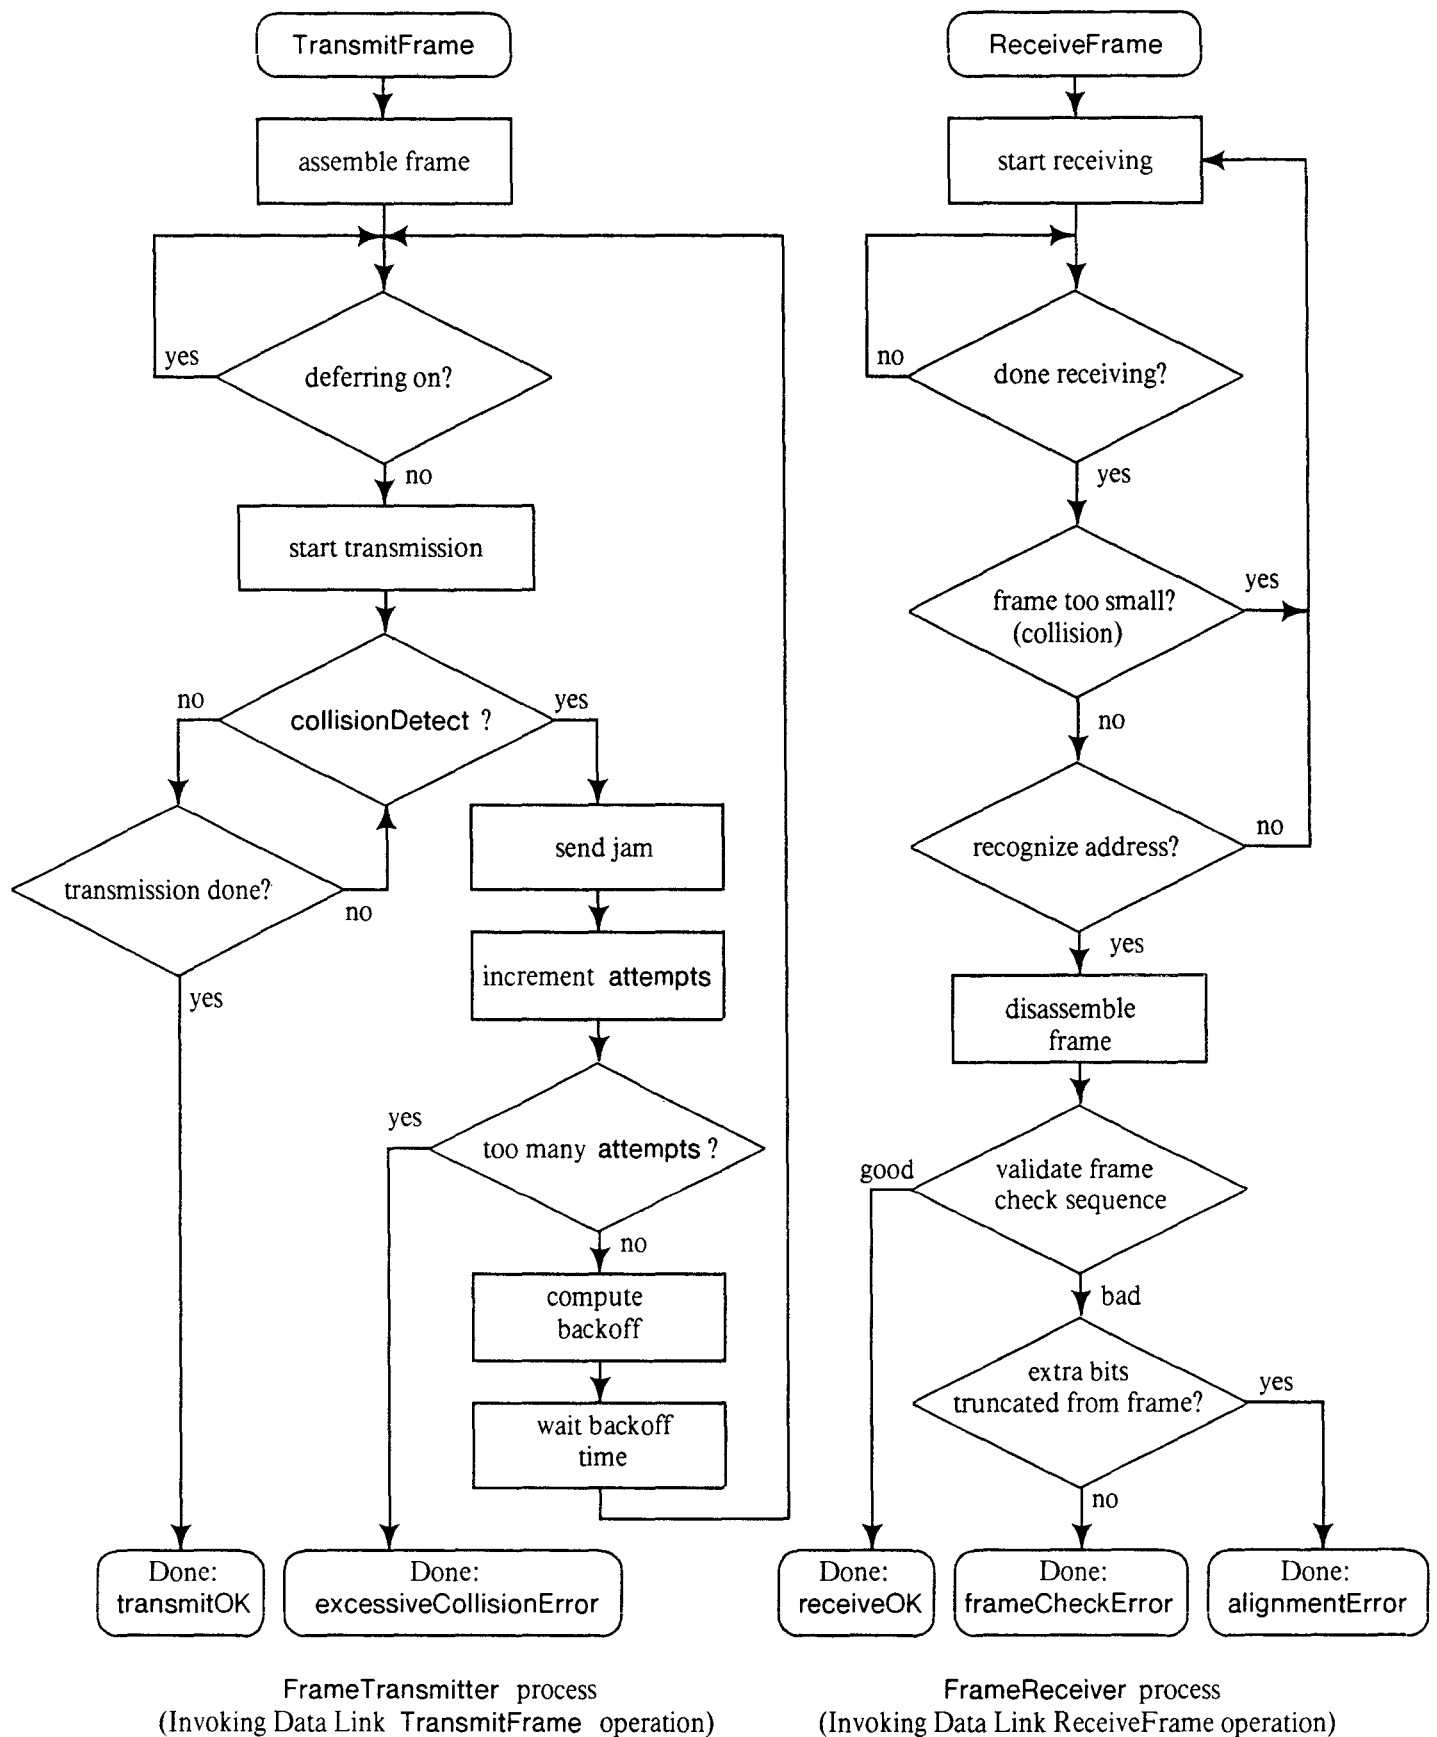 TransmitFrame
assemble frame
yes
deferring on?
no
start transmission
no
collisionDetect ?
yes
transmission done?
no
yes
send jam
increment attempts
yes
too many attempts ?
no
compute
backoff
wait backoff
time
Done:
transmitOK
Done:
excessiveCollisionError
FrameTransmitter process
(Invoking Data Link TransmitFrame operation)
ReceiveFrame
start receiving
no
done receiving?
yes
frame too small?
(collision)
yes
no
recognize address?
no
yes
disassemble
frame
good
validate frame
check sequence
bad
extra bits
truncated from frame?
yes
no
Done:
receiveOK
Done:
frameCheckError
Done:
alignmentError
FrameReceiver process
(Invoking Data Link ReceiveFrame operation)